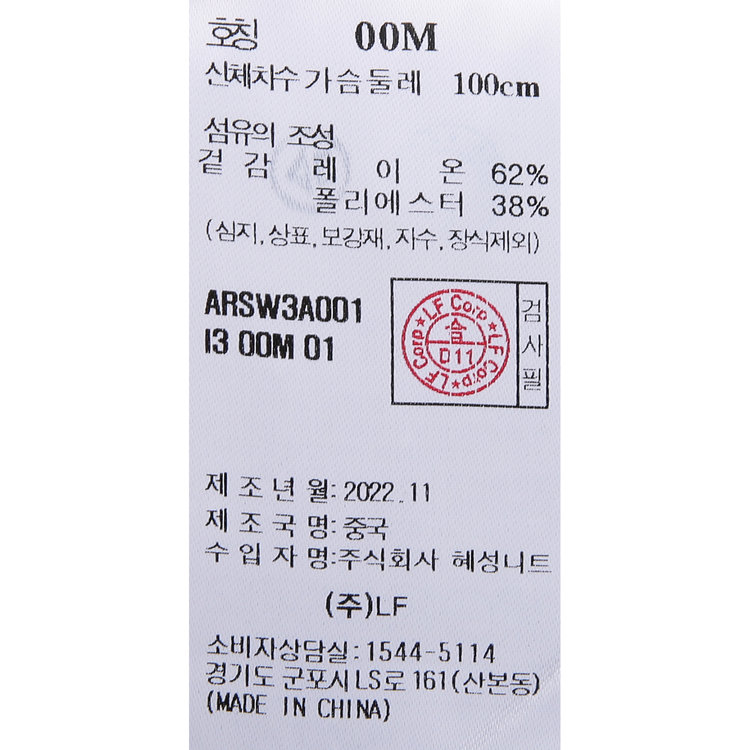 호칭 00M
신체치수 가슴둘레 100cm
섬유의 조성
겉감 레이온 62%
폴리에스터 38%
(심지,상표,보강재,자수,장식제외)
ARSW3A001
I3 00M 01
LF Corp★LF Corp★LF Corp★
합
D11
검사필
제조년월:2022.11
제조국명:중국
수입자명:주식회사 혜성니트
(주)LF
소비자상담실:1544-5114
경기도 군포시LS로 161(산본동)
(MADE IN CHINA)